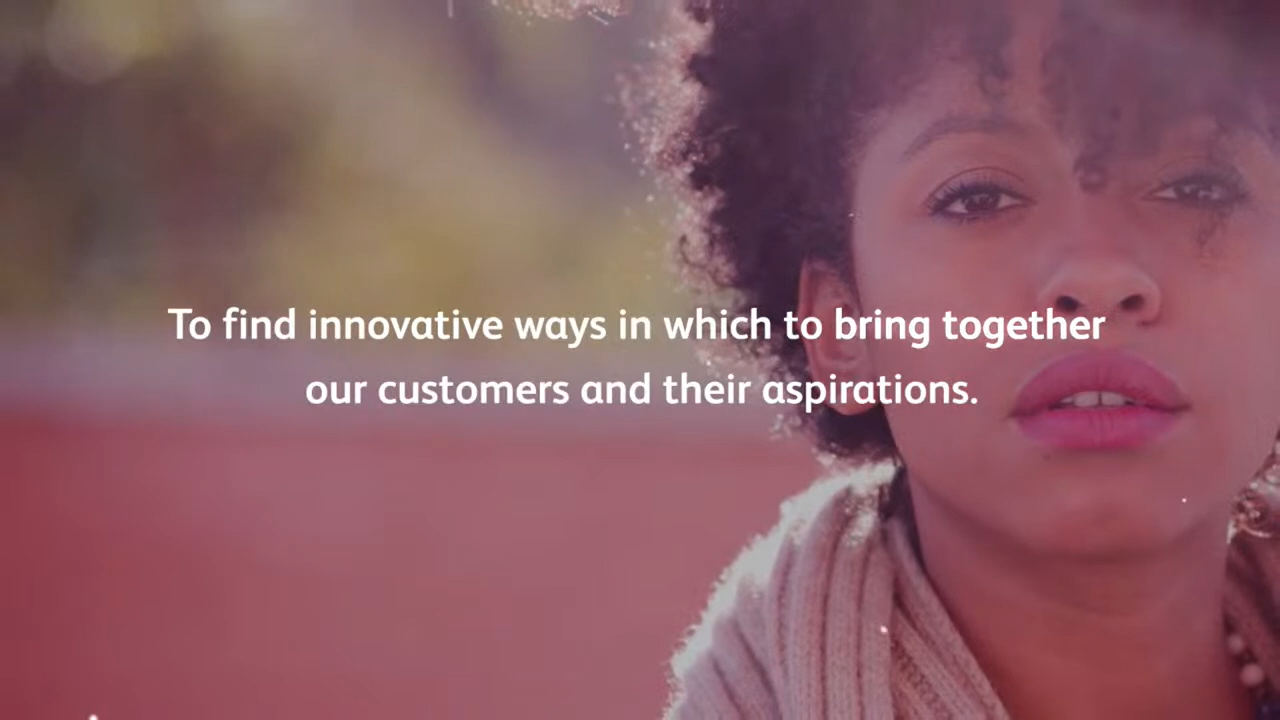 To find innovative ways in which to bring together
our customers and their aspirations.